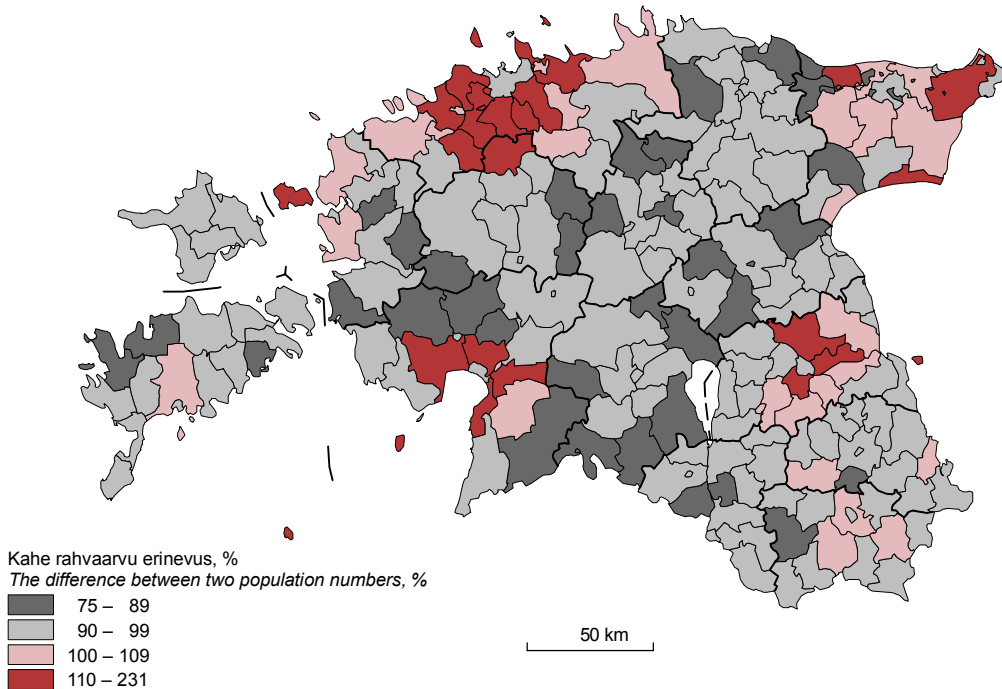 50 km
Kahe rahvaarvu erinevus, %
The difference between two population numbers, %
75 – 89
90 – 99
100 – 109
110 – 231